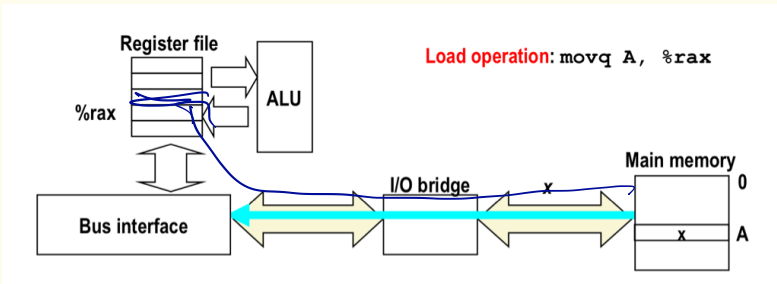 Register file
Load operation: movq A, %rax
ALU
%rax
Main memory
I/O bridge
x
0
Bus interface
x
A